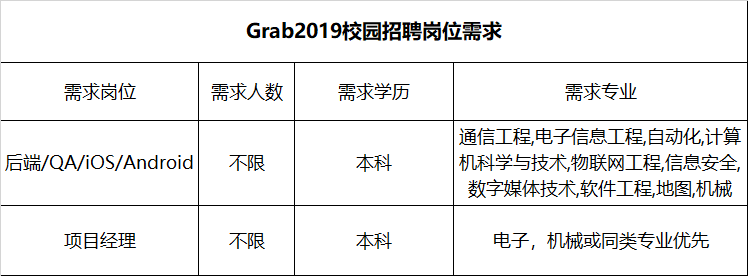 Grab2019校园招聘岗位需求
需求岗位 需求人数 需求学历 需求专业
后端/QA/iOS/Android 不限 本科 通信工程,电子信息工程,自动化,计算
机科学与技术,物联网工程,信息安全,
数字媒体技术,软件工程,地图,机械
项目经理 不限 本科 电子，机械或同类专业优先